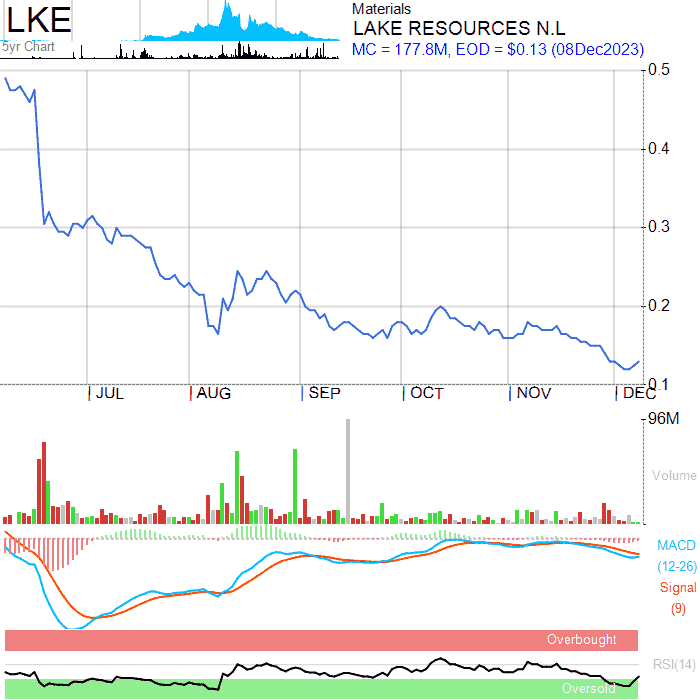 LKE
5yr Chart
Materials
LAKE RESOURCES N.L
MC = 177.8M, EOD = $0.13 (08Dec2023)
0.5
0.4
0.3
0.2
0.1
JUL
AUG
SEP
OCT
NOV
DEC
96M
Volume
MACD
(12-26)
Signal
(9)
Overbought
RSI(14)
Oversold